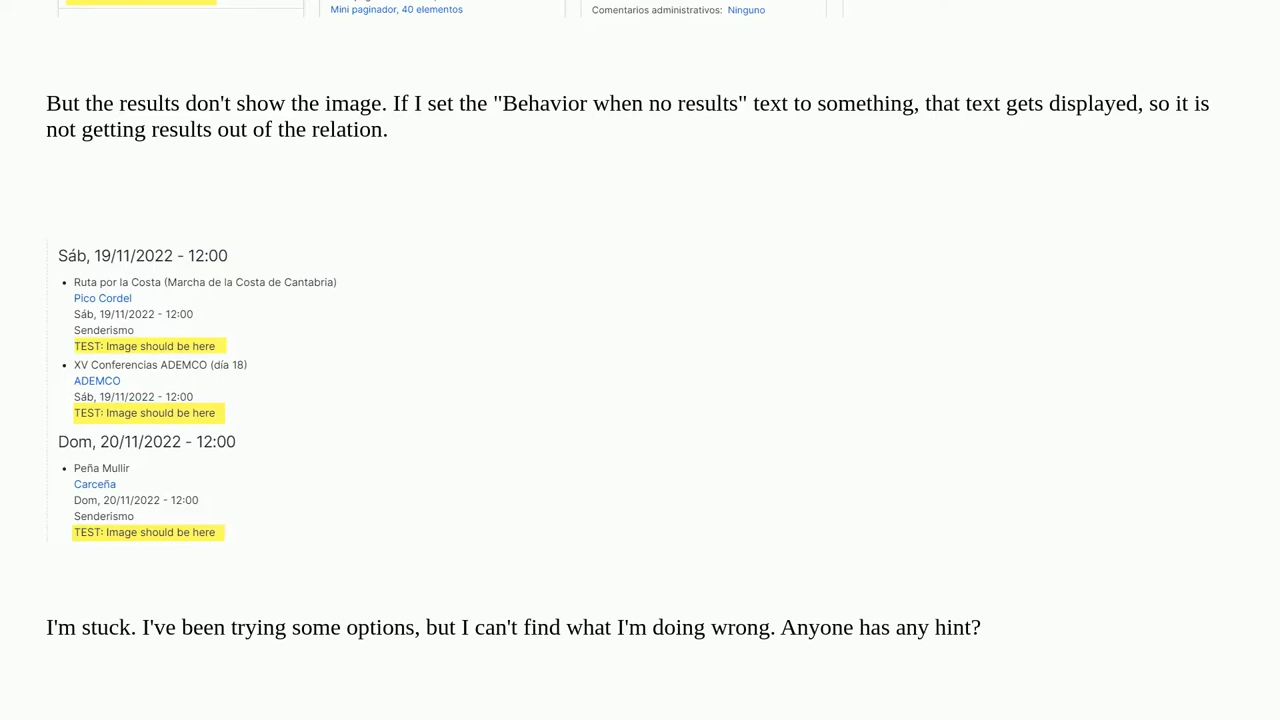 Mini paginador, 40 elementos
Comentarios administrativos: Ninguno
But the results don't show the image. If I set the "Behavior when no results" text to something, that text gets displayed, so it is
not getting results out of the relation.
Sáb, 19/11/2022 - 12:00
• Ruta por la Costa (Marcha de la Costa de Cantabria)
Pico Cordel
Sáb, 19/11/2022 - 12:00
Senderismo
TEST: Image should be here
• XV Conferencias ADEMCO (día 18)
ADEMCO
Sáb, 19/11/2022 - 12:00
TEST: Image should be here
Dom, 20/11/2022 - 12:00
• Peña Mullir
Carceña
Dom, 20/11/2022 - 12:00
Senderismo
TEST: Image should be here
I'm stuck. I've been trying some options, but I can't find what I'm doing wrong. Anyone has any hint?